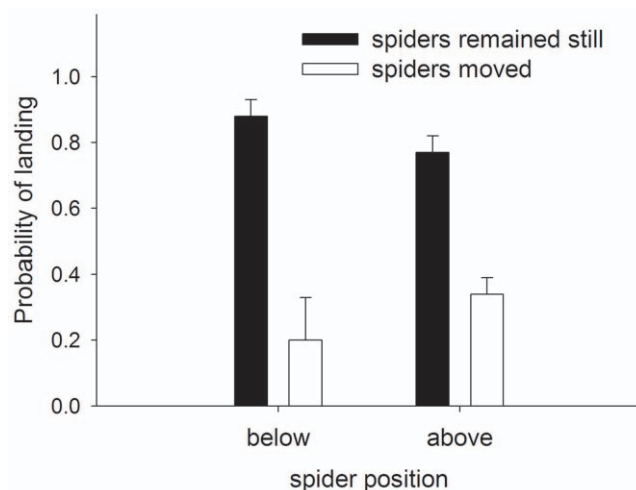 spiders remained still
spiders moved
Probability of landing
1.0
0.8
0.6
0.4
0.2
0.0
below above
spider position